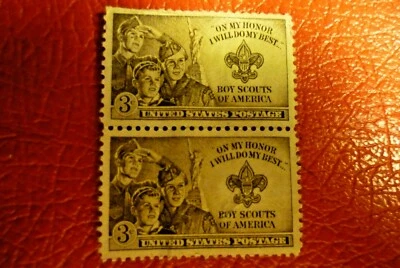 "ON MY HONOR
I WILL DO MY BEST..."
BOY SCOUTS
OF AMERICA
3¢
UNITED STATES POSTAGE
"ON MY HONOR
I WILL DO MY BEST..."
BOY SCOUTS
OF AMERICA
3¢
UNITED STATES POSTAGE